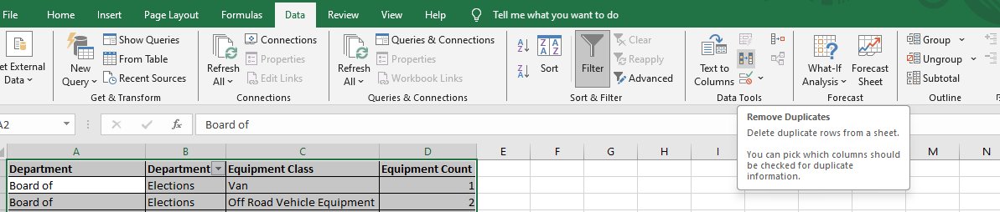 File Home Insert Page Layout Formulas Data Review View Help Tell me what you want to do
Show Queries Connections Queries & Connections Clear Group
et External New From Table Refresh Properties Refresh Properties Sort Filter Reapply Text to What-If Forecast Ungroup
Data Query Recent Sources All Edit Links All Workbook Links Advanced Columns Analysis Sheet Subtotal
Get & Transform Connections Queries & Connections Sort & Filter Data Tools Forecast Outline
A2 fx Board of
Remove Duplicates
Delete duplicate rows from a sheet.
You can pick which columns should
be checked for duplicate
information.
A B C D E F G H I M N
Department Department Equipment Class Equipment Count
Board of Elections Van 1
Board of Elections Off Road Vehicle Equipment 2